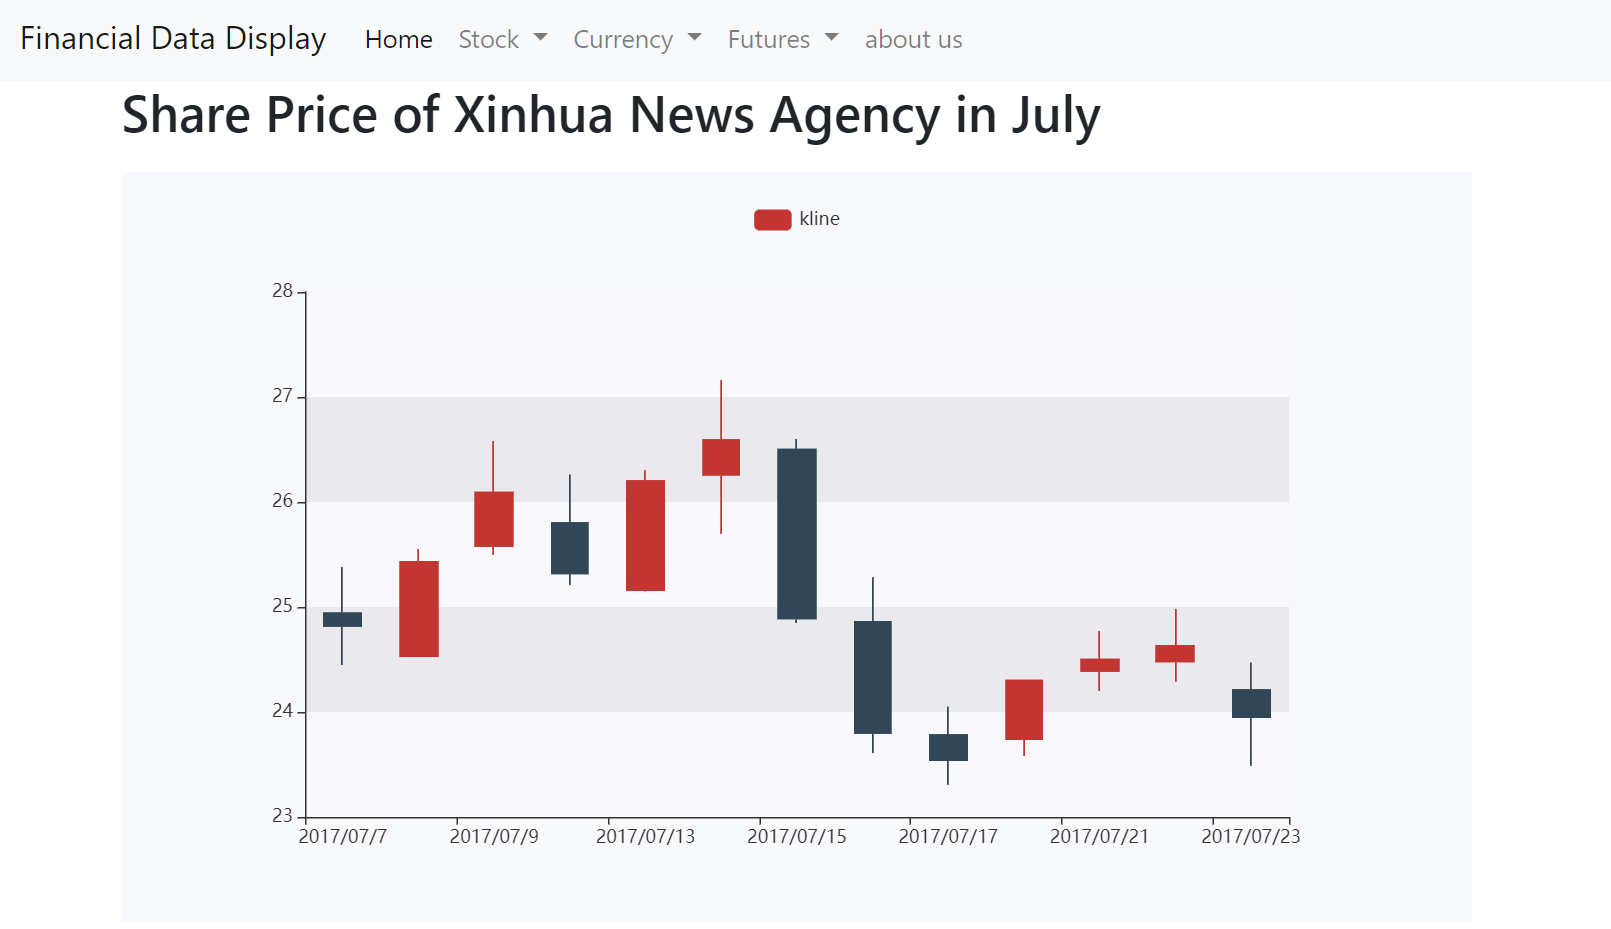 Financial Data Display Home Stock Currency Futures about us
Share Price of Xinhua News Agency in July
kline
28
27
26
25
24
23
2017/07/7 2017/07/9 2017/07/13 2017/07/15 2017/07/17 2017/07/21 2017/07/23